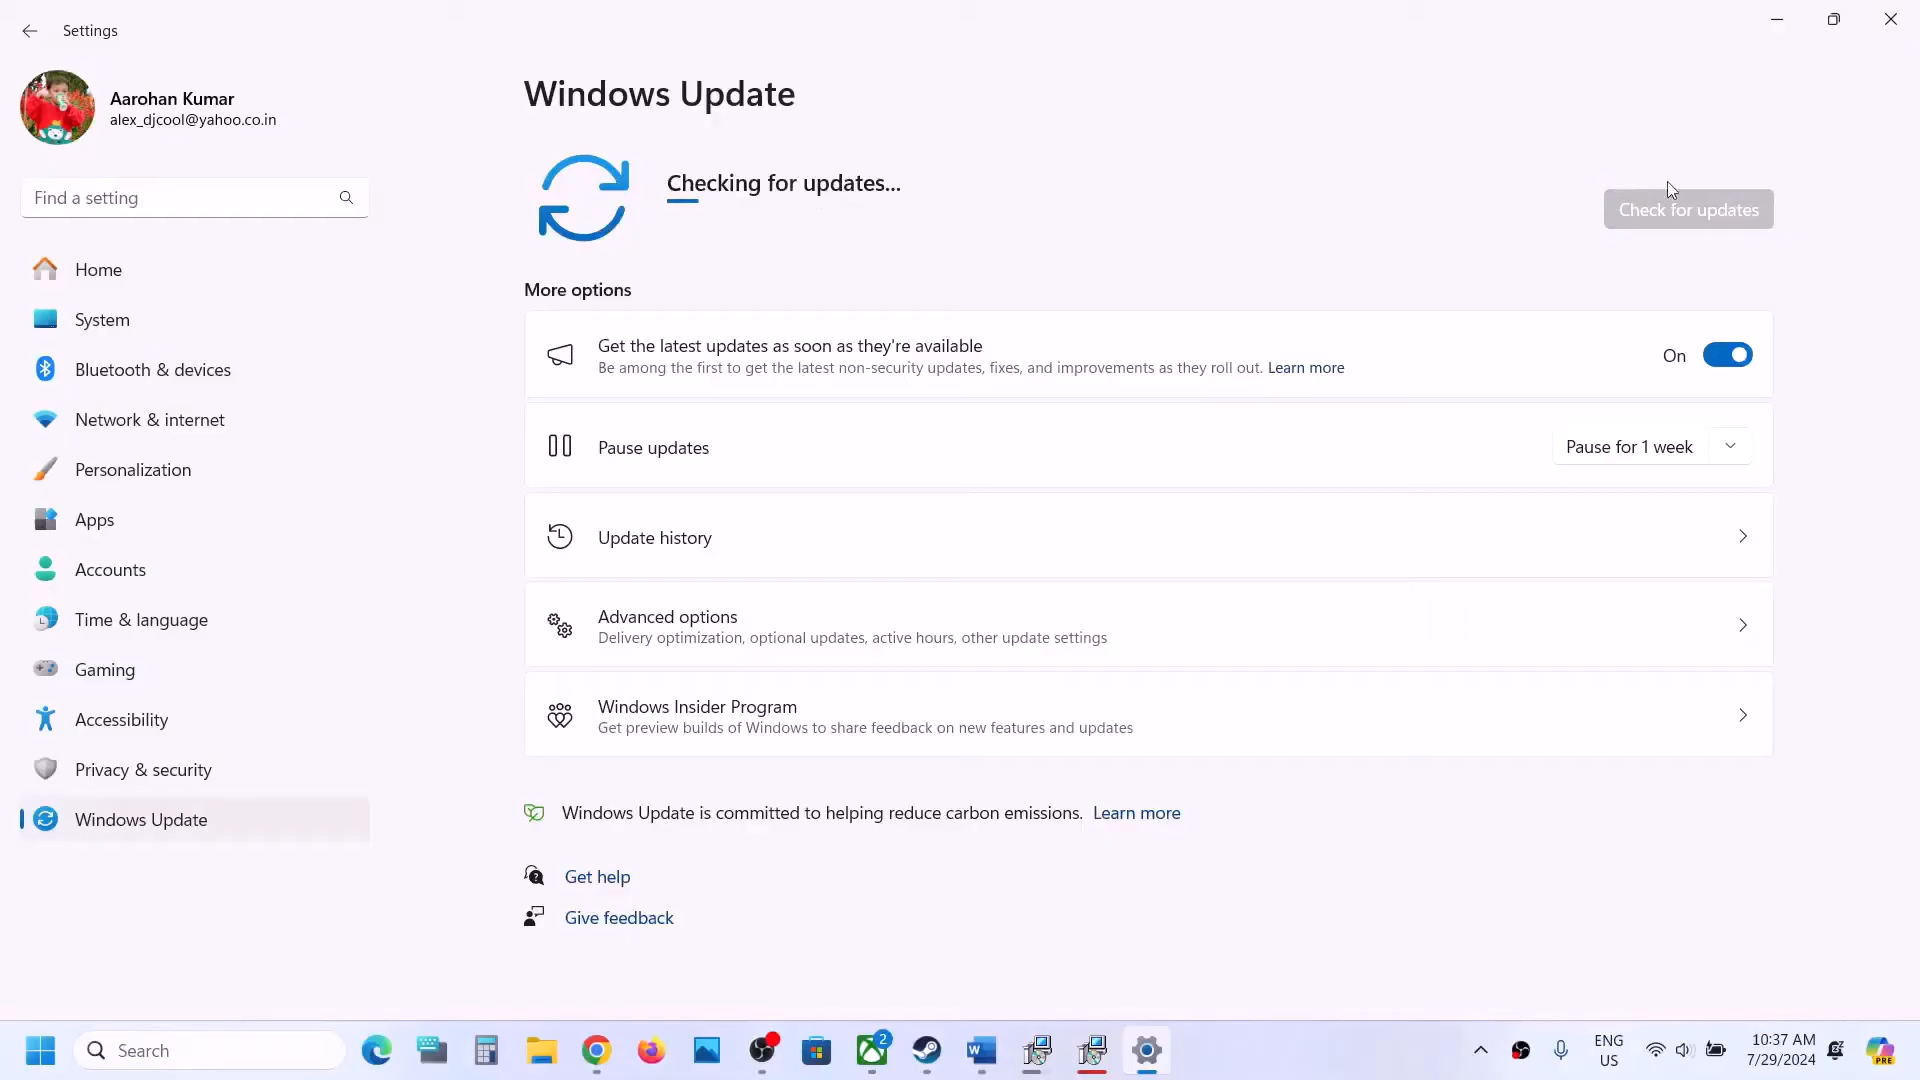 Settings
Aarohan Kumar
alex_djcool@yahoo.co.in
Find a setting
Home
System
Bluetooth & devices
Network & internet
Personalization
Apps
Accounts
Time & language
Gaming
Accessibility
Privacy & security
Windows Update
Windows Update
Checking for updates...
Check for updates
More options
Get the latest updates as soon as they're available
Be among the first to get the latest non-security updates, fixes, and improvements as they roll out. Learn more
On
Pause updates
Pause for 1 week
Update history
Advanced options
Delivery optimization, optional updates, active hours, other update settings
Windows Insider Program
Get preview builds of Windows to share feedback on new features and updates
Windows Update is committed to helping reduce carbon emissions. Learn more
Get help
Give feedback
Search
2
W
ENG
US
10:37 AM
7/29/2024
PRE